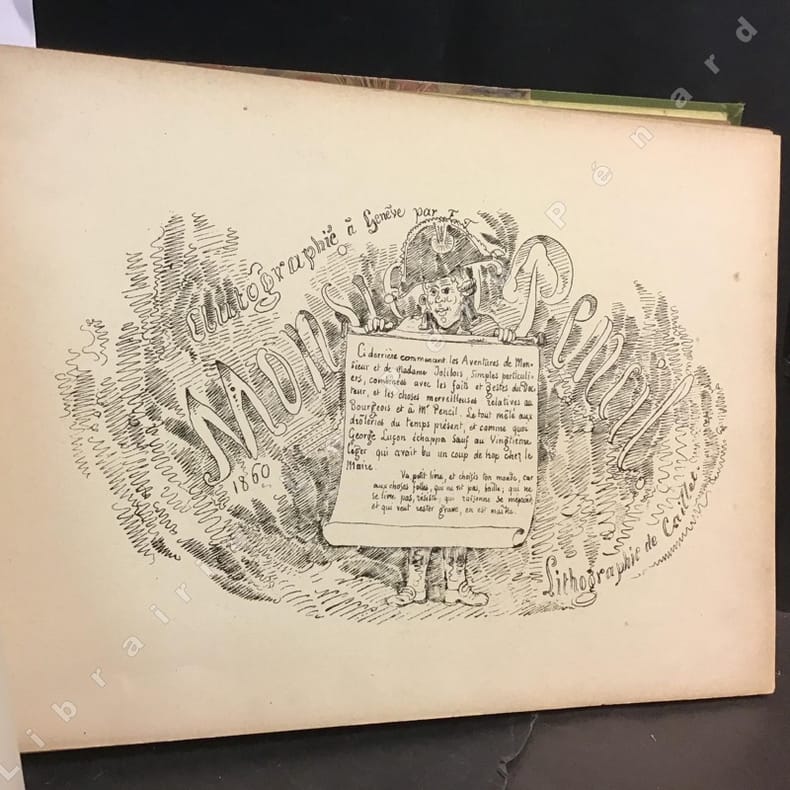 Autographié à Genève par T T
MONSIEUR PENCIL
1860
Ci derrière commencent les Aventures de Mon-
sieur et de Madame Jolibois simples particuli-
ers, combinées avec les faits et gestes du Doc-
teur, et les choses merveilleuses relatives au
Bourgeois et à Mr Pencil. Le tout mêlé aux
drôleries du temps présent, et comme quoi
George Luçon échappa sauf au Vingtième
léger qui avoit bu un coup de trop chez le
Maire.
Va petit livre, et choisis ton monde, car
aux choses folles, qui ne rit pas, baille; qui ne
se livre pas, résiste; qui raisonne se méprend,
et qui veut rester grave, en est maître.
Lithographie de Caillet.
Librairie Pénard